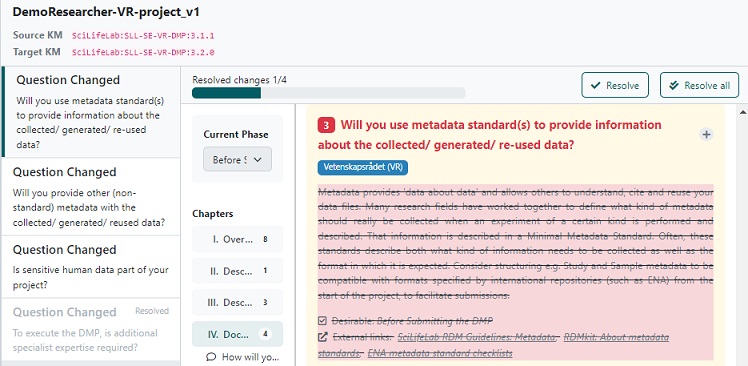 DemoResearcher-VR-project_v1
Source KM SciLifeLab:SLL-SE-VR-DMP:3.1.1
Target KM SciLifeLab:SLL-SE-VR-DMP:3.2.0
Question Changed
Will you use metadata standard(s)
to provide information about the
collected/ generated/ re-used
data?
Question Changed
Will you provide other (non-
standard) metadata with the
collected/ generated/ reused data?
Question Changed
Is sensitive human data part of your
project?
Question Changed Resolved
To execute the DMP, is additional
specialist expertise required?
Resolved changes 1/4
Resolve
Resolve all
Current Phase
Before S
Chapters
I. Over... 8
II. Desc... 1
III. Desc... 3
IV. Doc... 4
How will yo...
3 Will you use metadata standard(s) to provide information
about the collected/ generated/ re-used data?
Vetenskapsrådet (VR)
Metadata provides 'data about data' and allows others to understand, cite and reuse your
data files. Many research fields have worked together to define what kind of metadata
should really be collected when an experiment of a certain kind is performed and
described. That information is described in a Minimal Metadata Standard. Often, these
standards describe both what kind of information needs to be collected as well as the
format in which it is expected. Consider structuring e.g. Study and Sample metadata to be
compatible with formats specified by international repositories (such as ENA) from the
start of the project, to facilitate submissions.
Desirable: Before Submitting the DMP
External links: SciLifeLab RDM Guidelines: Metadata, RDMkit: About metadata
standards, ENA metadata standard checklists